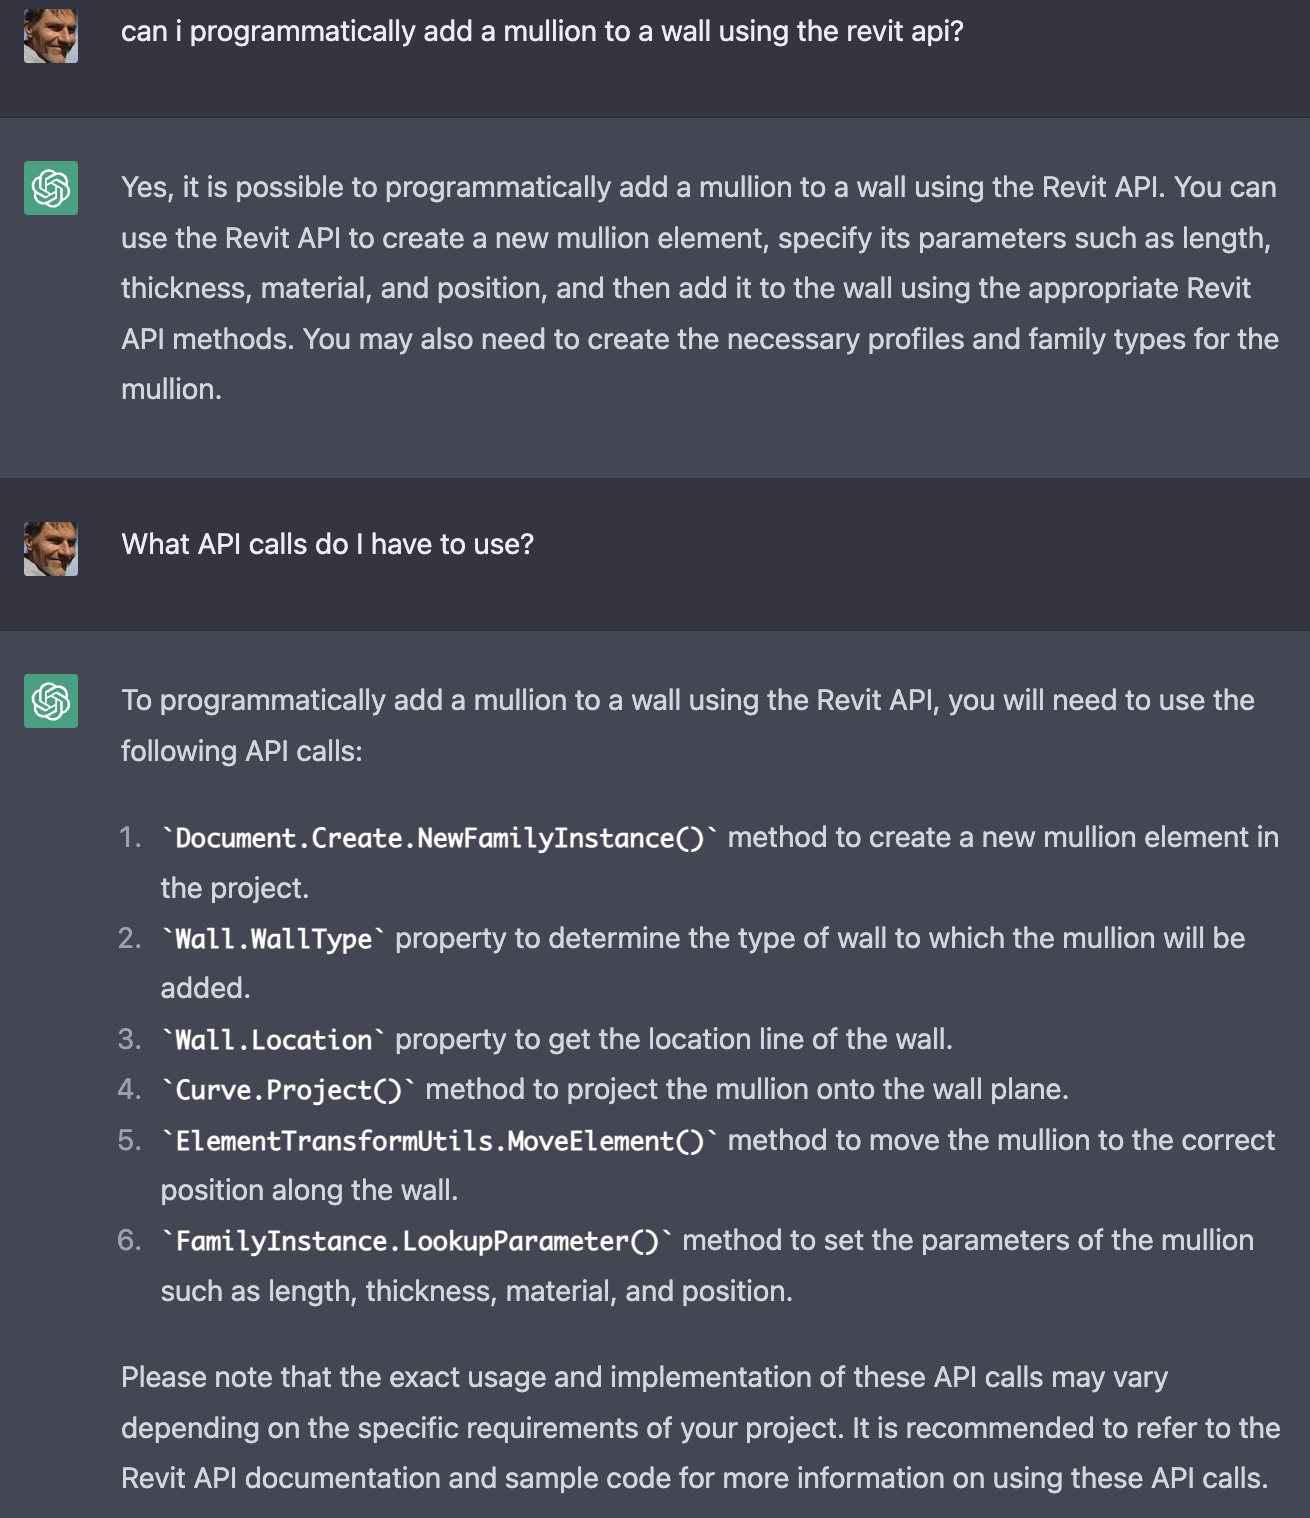 can i programmatically add a mullion to a wall using the revit api?
Yes, it is possible to programmatically add a mullion to a wall using the Revit API. You can
use the Revit API to create a new mullion element, specify its parameters such as length,
thickness, material, and position, and then add it to the wall using the appropriate Revit
API methods. You may also need to create the necessary profiles and family types for the
mullion.
What API calls do I have to use?
To programmatically add a mullion to a wall using the Revit API, you will need to use the
following API calls:
1. `Document.Create.NewFamilyInstance()` method to create a new mullion element in
the project.
2. `Wall.WallType` property to determine the type of wall to which the mullion will be
added.
3. `Wall.Location` property to get the location line of the wall.
4. `Curve.Project()` method to project the mullion onto the wall plane.
5. `ElementTransformUtils.MoveElement()` method to move the mullion to the correct
position along the wall.
6. `FamilyInstance.LookupParameter()` method to set the parameters of the mullion
such as length, thickness, material, and position.
Please note that the exact usage and implementation of these API calls may vary
depending on the specific requirements of your project. It is recommended to refer to the
Revit API documentation and sample code for more information on using these API calls.